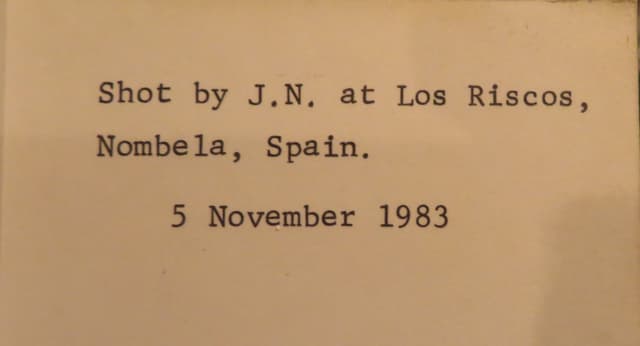 Shot by J.N. at Los Riscos,
Nombela, Spain.
5 November 1983